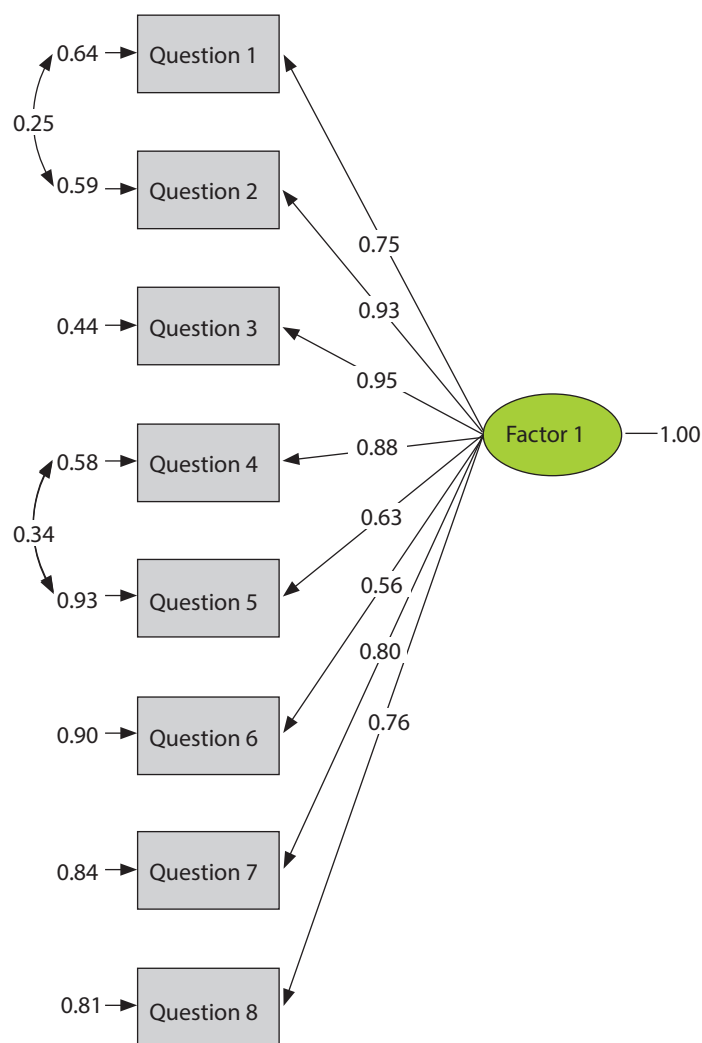 0.64
Question 1
0.25
0.59
Question 2
0.75
0.93
0.44
Question 3
0.95
Factor 1
1.00
0.58
Question 4
0.88
0.63
0.34
0.93
Question 5
0.56
0.80
0.90
Question 6
0.76
0.84
Question 7
0.81
Question 8